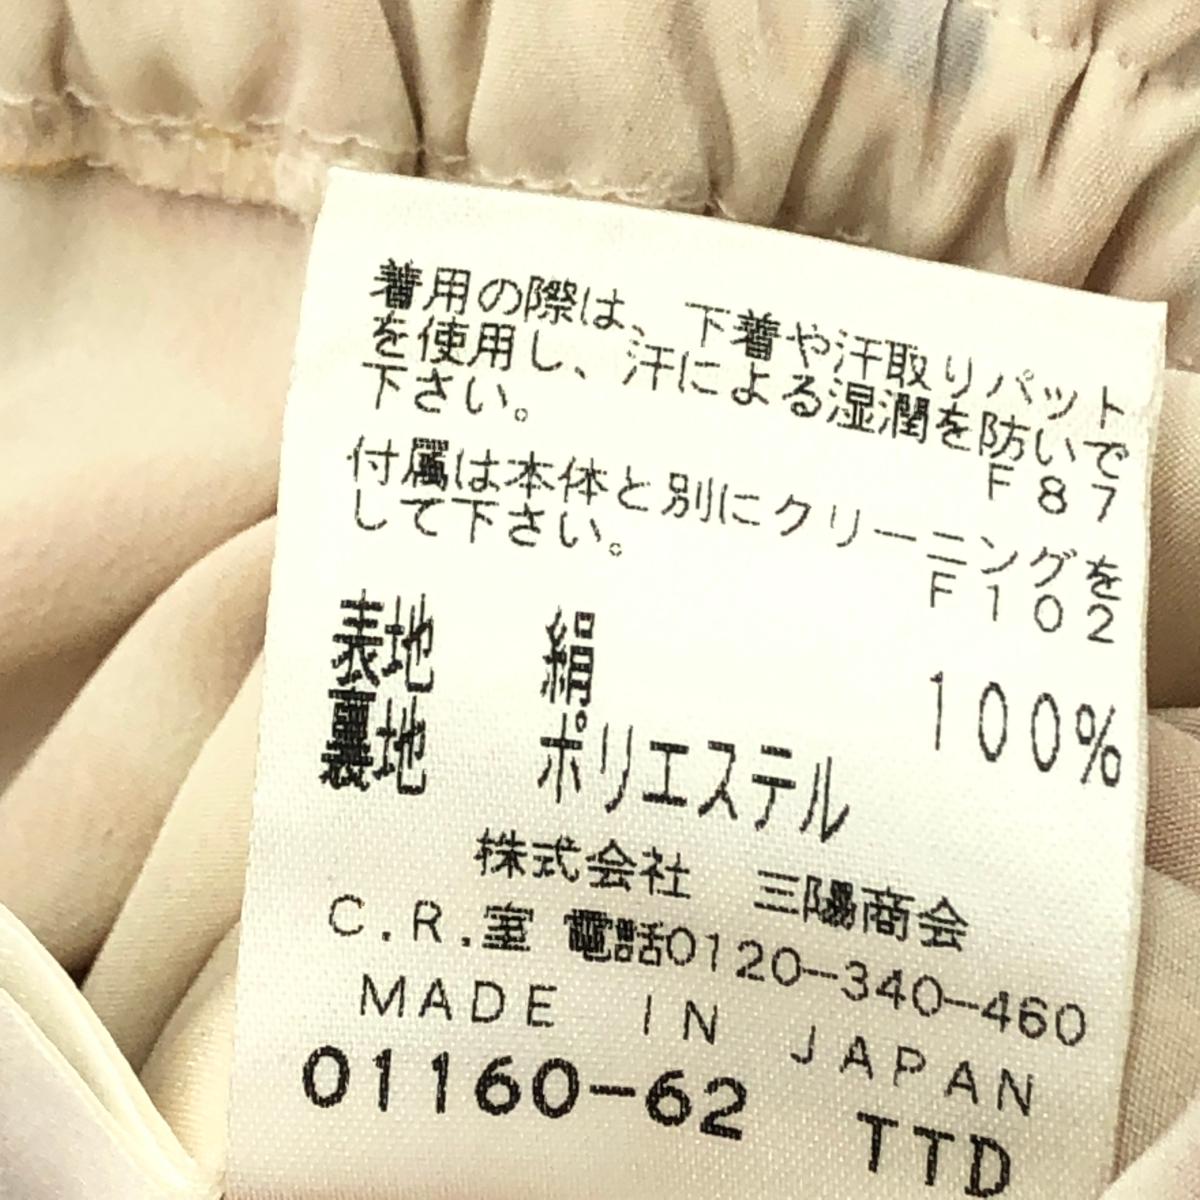 着用の際は、下着や汗取りパット
を使用し、汗による湿潤を防いで
下さい。
F87
付属は本体と別にクリーニングを
して下さい。
F102
表地 絹 100%
裏地 ポリエステル
株式会社 三陽商会
C.R.室 電話0120-340-460
MADE IN JAPAN
01160-62 TTD